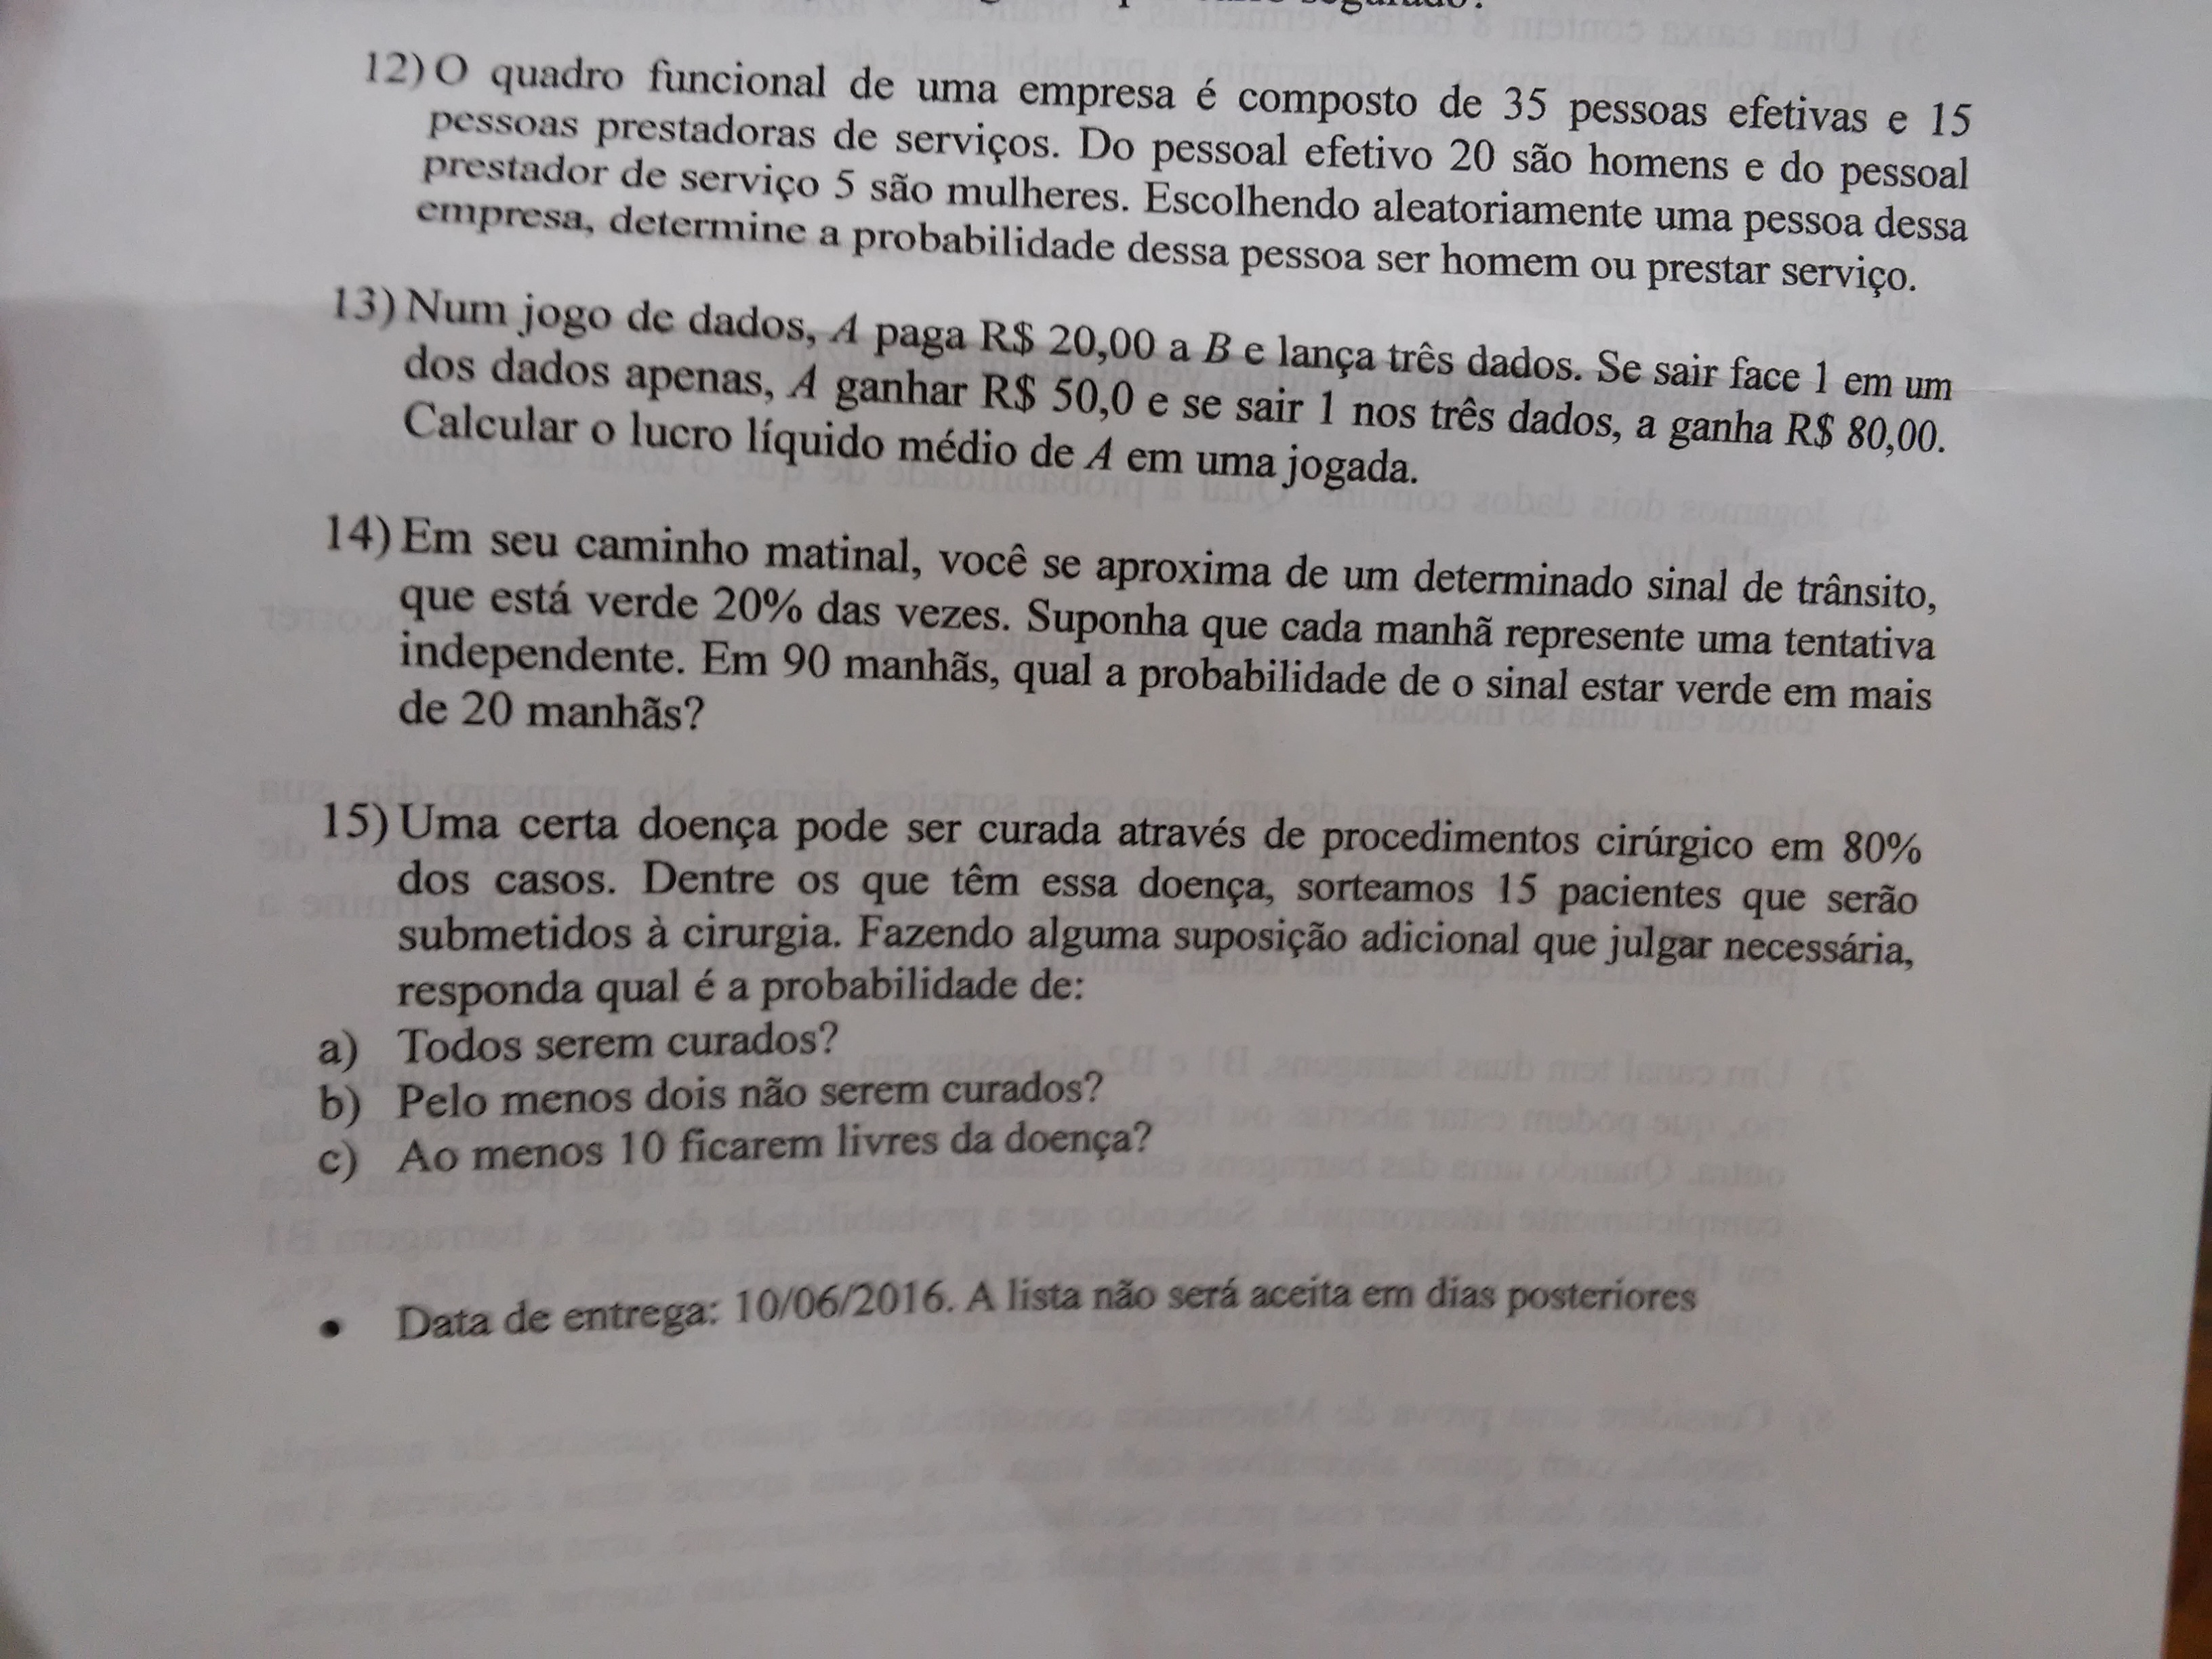 12) O quadro funcional de uma empresa é composto de 35 pessoas efetivas e 15
pessoas prestadoras de serviços. Do pessoal efetivo 20 são homens e do pessoal
prestador de serviço 5 são mulheres. Escolhendo aleatoriamente uma pessoa dessa
empresa, determine a probabilidade dessa pessoa ser homem ou prestar serviço.
13) Num jogo de dados, A paga R$ 20,00 a B e lança três dados. Se sair face 1 em um
dos dados apenas, A ganhar R$ 50,0 e se sair 1 nos três dados, a ganha R$ 80,00.
Calcular o lucro líquido médio de A em uma jogada.
14) Em seu caminho matinal, você se aproxima de um determinado sinal de trânsito,
que está verde 20% das vezes. Suponha que cada manhã represente uma tentativa
independente. Em 90 manhãs, qual a probabilidade de o sinal estar verde em mais
de 20 manhãs?
15) Uma certa doença pode ser curada através de procedimentos cirúrgico em 80%
dos casos. Dentre os que têm essa doença, sorteamos 15 pacientes que serão
submetidos à cirurgia. Fazendo alguma suposição adicional que julgar necessária,
responda qual é a probabilidade de:
a) Todos serem curados?
b) Pelo menos dois não serem curados?
c) Ao menos 10 ficarem livres da doença?
• Data de entrega: 10/06/2016. A lista não será aceita em dias posteriores